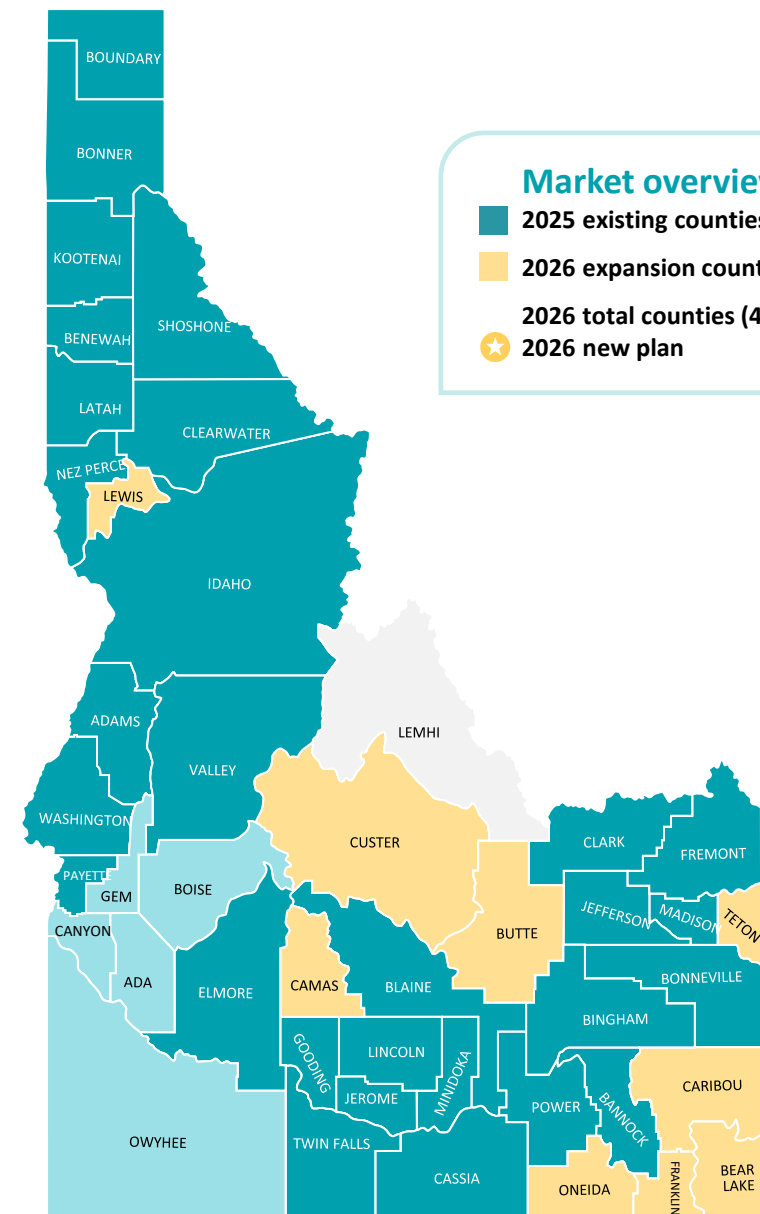 BOUNDARY
BONNER
Market overvie
2025 existing counties
2026 expansion count
2026 total counties (4
2026 new plan
KOOTENAI
SHOSHONE
BENEWAH
LATAH
CLEARWATER
NEZ PERCE
LEWIS
IDAHO
LEMHI
ADAMS
VALLEY
WASHINGTON
CUSTER
CLARK
FREMONT
PAYETTE
GEM
BOISE
JEFFERSON
MADISON
TETON
CANYON
BUTTE
ADA
ELMORE
CAMAS
BLAINE
BONNEVILLE
BINGHAM
GOODING
LINCOLN
MINIDOKA
JEROME
CARIBOU
POWER
BANNOCK
OWYHEE
TWIN FALLS
CASSIA
ONEIDA
FRANKLIN
BEAR
LAKE